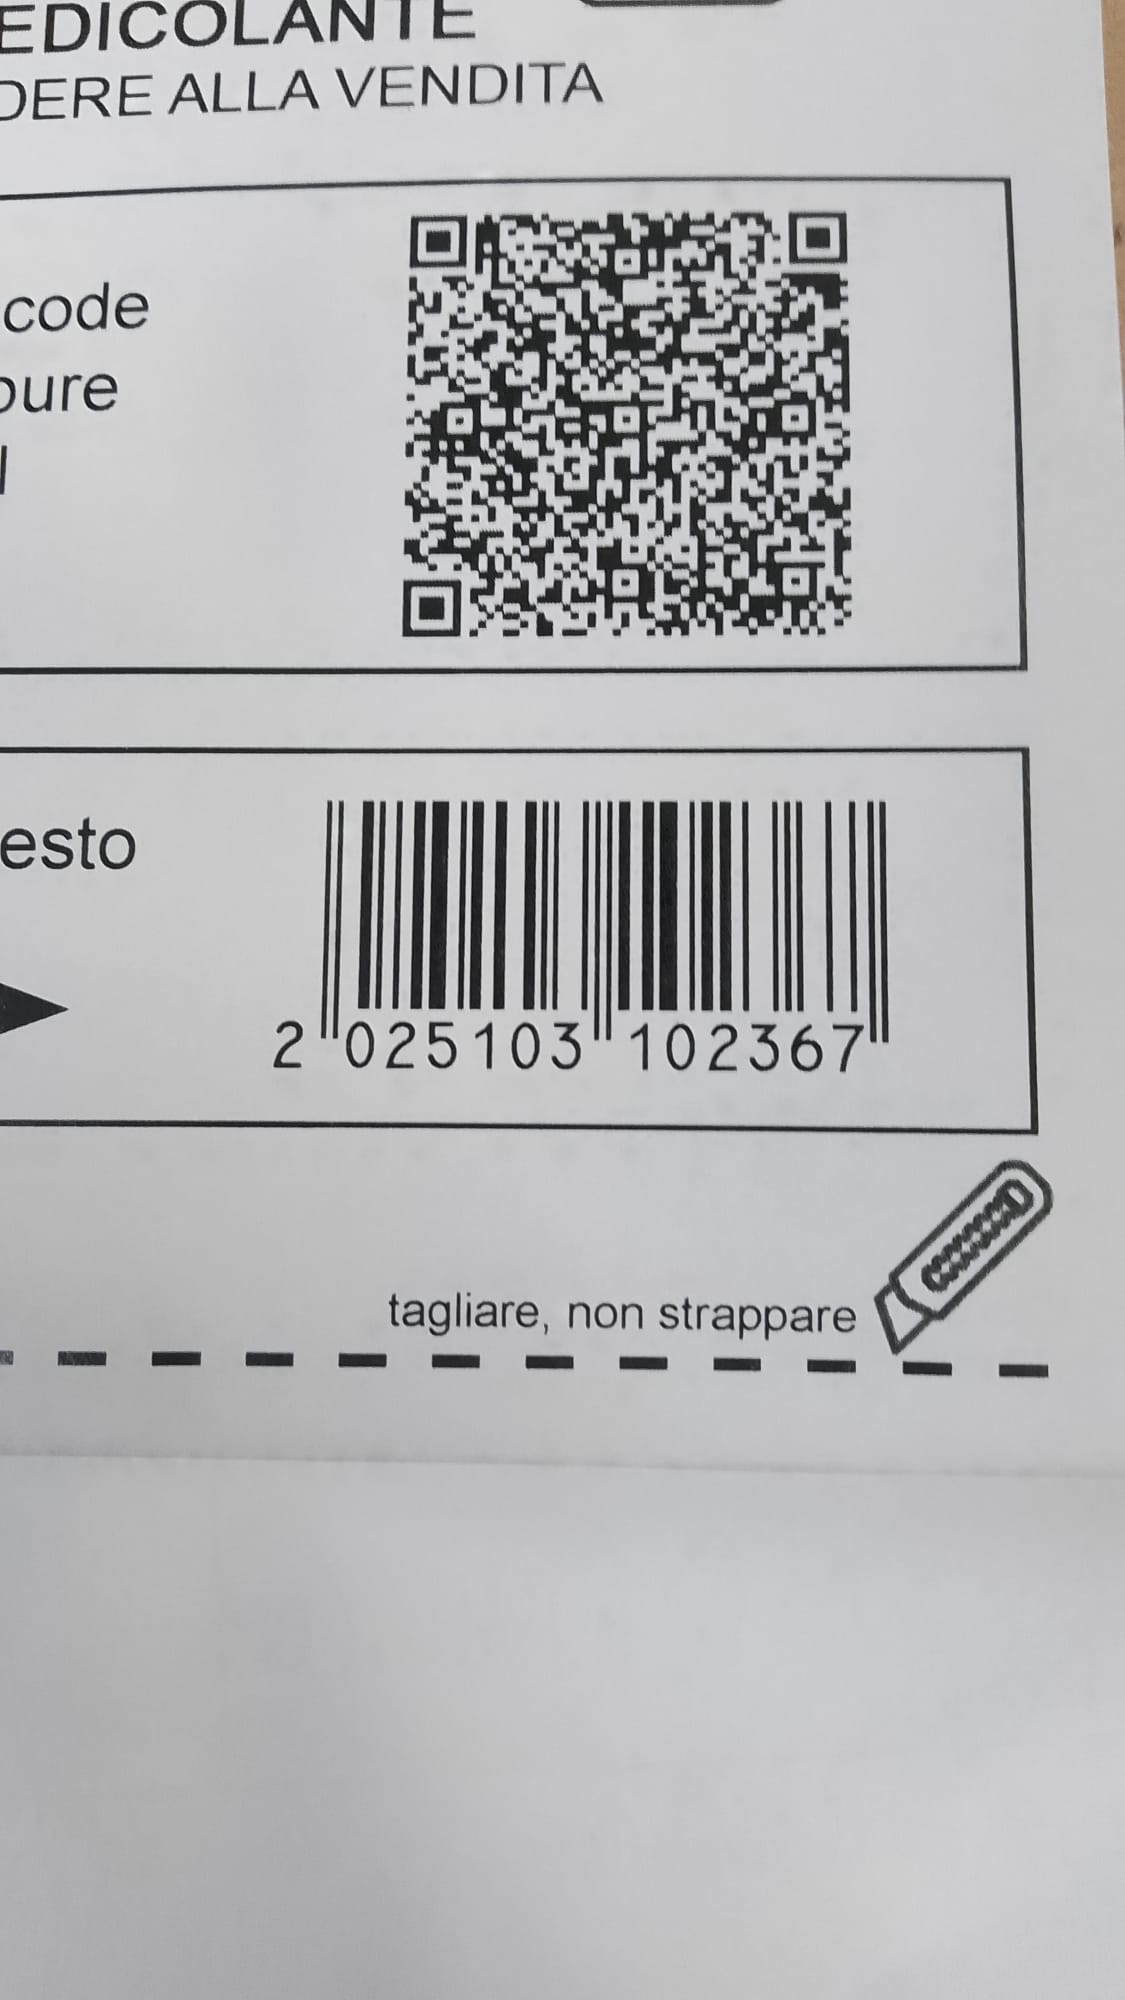 EDICOLANTE
DERE ALLA VENDITA
code
pure
esto
2 025103 102367
tagliare, non strappare